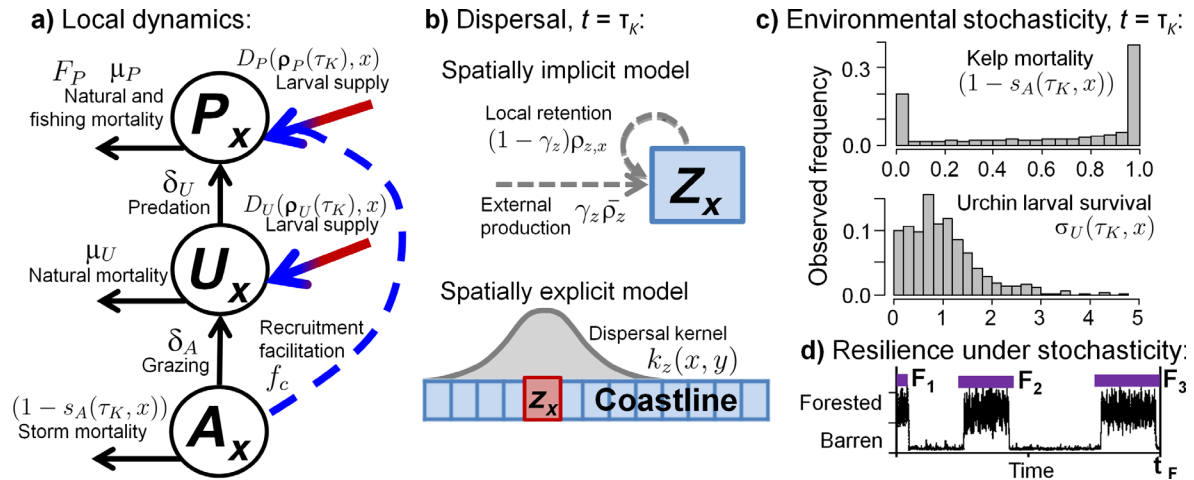 a) Local dynamics:
D_P(ρ_P(τ_K), x)
Larval supply
F_P μ_P
Natural and
fishing mortality
P_x
δ_U
Predation
D_U(ρ_U(τ_K), x)
Larval supply
μ_U
Natural mortality
U_x
δ_A
Grazing
Recruitment
facilitation
f_c
(1 − s_A(τ_K, x))
Storm mortality
A_x
b) Dispersal, t = τ_K:
Spatially implicit model
Local retention
(1 − γ_z)ρ_{z,x}
Z_x
External
production
γ_z ρ̄_z
Spatially explicit model
Dispersal kernel
k_z(x, y)
z_x
Coastline
c) Environmental stochasticity, t = τ_K:
Observed frequency
0.3
0.0
Kelp mortality
(1 − s_A(τ_K, x))
0.0 0.2 0.4 0.6 0.8 1.0
Urchin larval survival
σ_U(τ_K, x)
0.1
0.0
0 1 2 3 4 5
d) Resilience under stochasticity:
F_1 F_2 F_3
Forested
Barren
Time
t_F